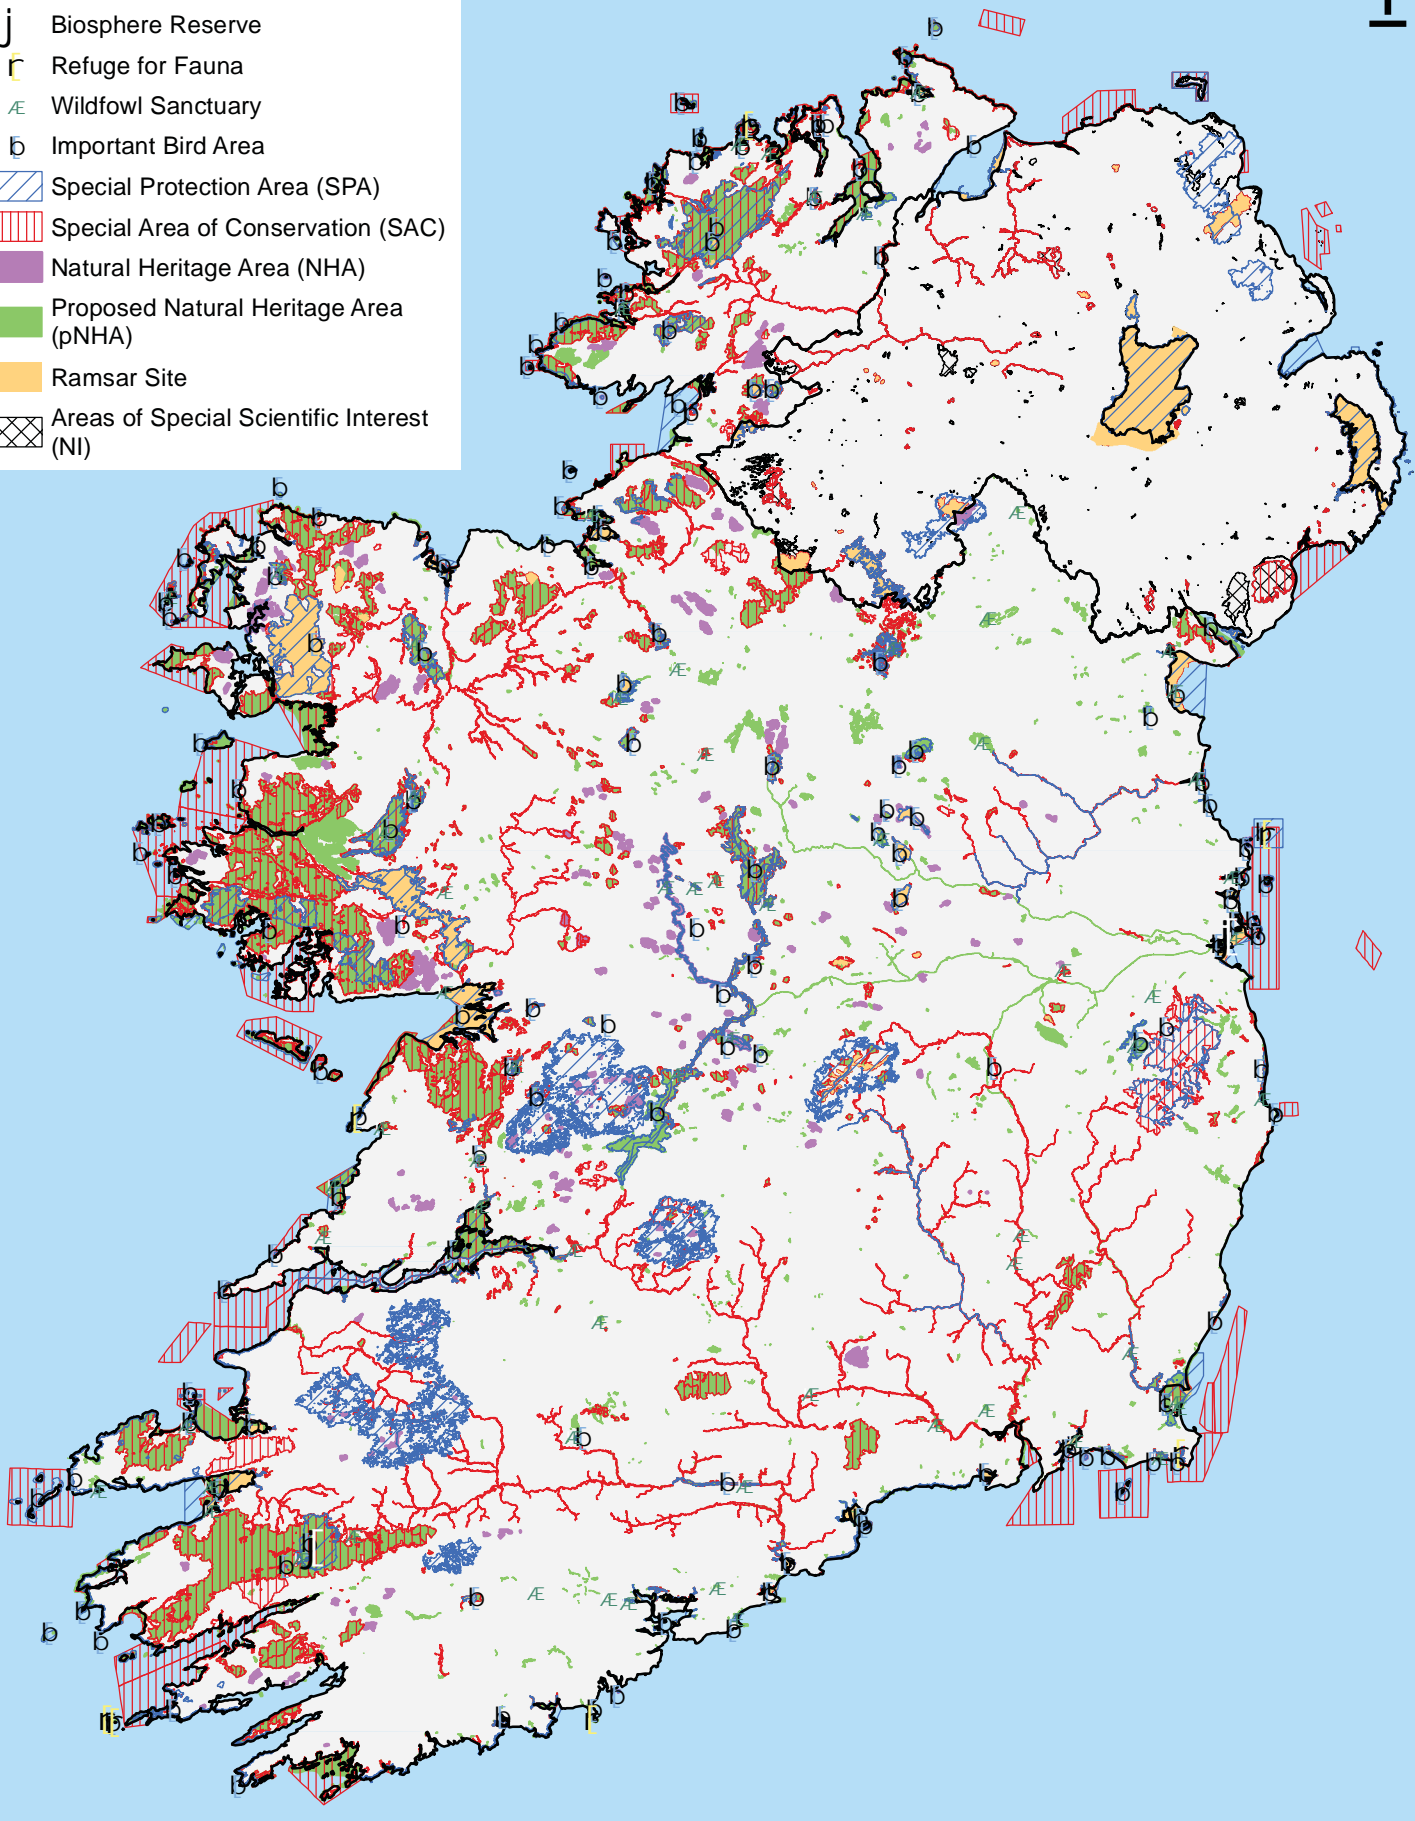 j Biosphere Reserve
r Refuge for Fauna
Æ Wildfowl Sanctuary
b Important Bird Area
Special Protection Area (SPA)
Special Area of Conservation (SAC)
Natural Heritage Area (NHA)
Proposed Natural Heritage Area
(pNHA)
Ramsar Site
Areas of Special Scientific Interest
(NI)